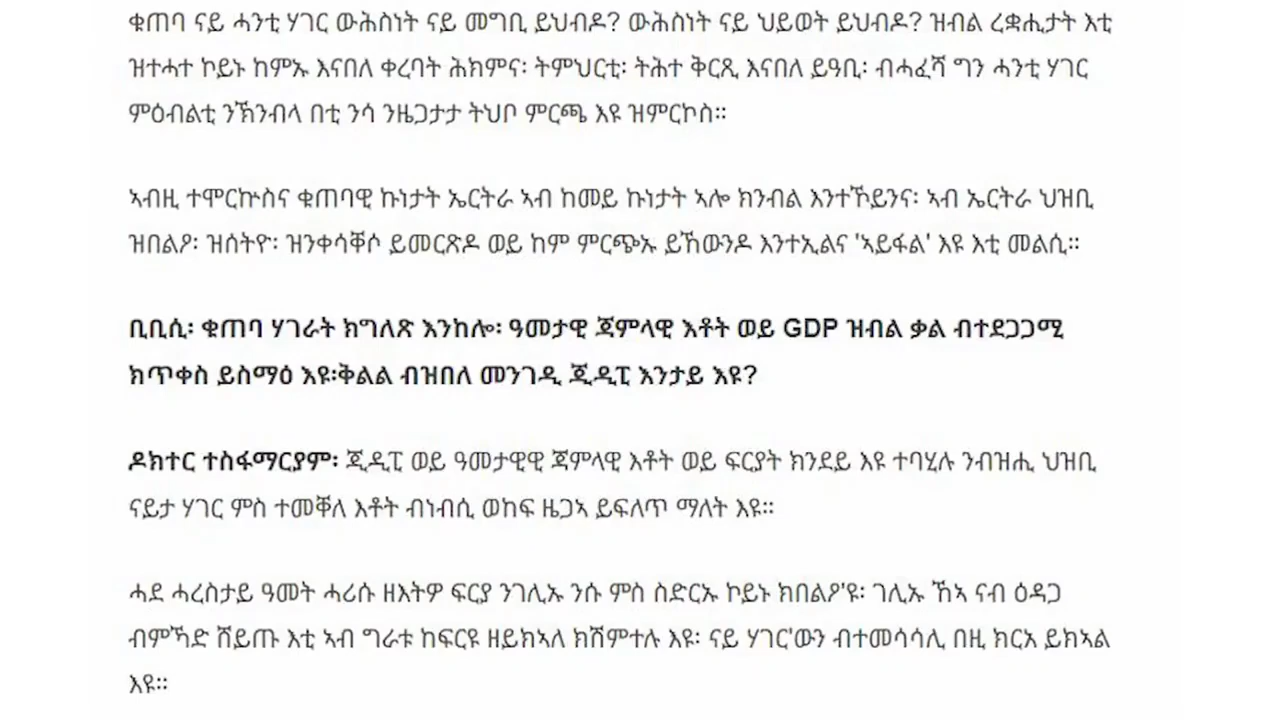 ቁጠባ ናይ ሓንቲ ሃገር ውሕስነት ናይ መግቢ ይህብዶ? ውሕስነት ናይ ህይወት ይህብዶ? ዝብል ረቋሒታት እቲ
ዝተሓተ ኮይኑ ከምኡ እናበለ ቀረባት ሕክምና፡ ትምህርቲ፡ ትሕተ ቅርጺ እናበለ ይዓቢ፡ ብሓፈሻ ግን ሓንቲ ሃገር
ምዕብልቲ ንኽንብላ በቲ ንሳ ንዜጋታታ ትህቦ ምርጫ እዩ ዝምርኮስ።
ኣብዚ ተሞርኩስና ቁጠባዊ ኩነታት ኤርትራ ኣብ ከመይ ኩነታት ኣሎ ክንብል እንተኾይንና፡ ኣብ ኤርትራ ህዝቢ
ዝበልዖ፡ ዝሰትዮ፡ ዝንቀሳቐሶ ይመርጽዶ ወይ ከም ምርጭኡ ይኸውንዶ እንተኢልና 'ኣይፋል' እዩ እቲ መልሲ።
ቢቢሲ፡ ቁጠባ ሃገራት ክግለጽ እንከሎ፡ ዓመታዊ ጃምላዊ እቶት ወይ GDP ዝብል ቃል ብተደጋጋሚ
ክጥቀስ ይስማዕ እዩ፡ቅልል ብዝበለ መንገዲ ጂዲፒ እንታይ እዩ?
ዶክተር ተስፋማርያም፡ ጂዲፒ ወይ ዓመታዊዊ ጃምላዊ እቶት ወይ ፍርያት ክንደይ እዩ ተባሂሉ ንብዝሒ ህዝቢ
ናይታ ሃገር ምስ ተመቐለ እቶት ብነብሲ ወከፍ ዜጋኣ ይፍለጥ ማለት እዩ።
ሓደ ሓረስታይ ዓመት ሓሪሱ ዘእትዎ ፍርያ ንገሊኡ ንሱ ምስ ስድርኡ ኮይኑ ክበልዖ'ዩ፡ ገሊኡ ኸኣ ናብ ዕዳጋ
ብምኻድ ሸይጡ እቲ ኣብ ግራቱ ከፍርዩ ዘይክኣለ ክሽምተሉ እዩ፡ ናይ ሃገር'ውን ብተመሳሳሊ በዚ ክርአ ይክኣል
እዩ።